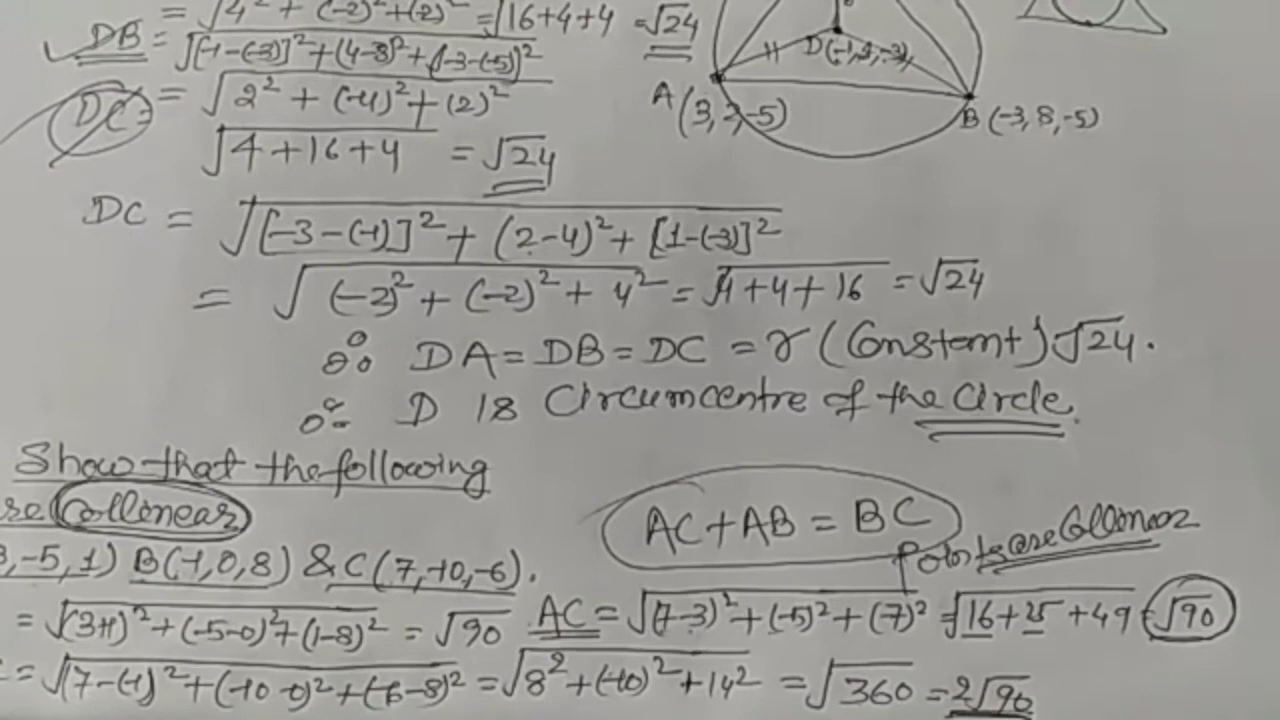 = √4² + (-2)² + (2)² = √16+4+4 = √24
DB = √[-1-(-3)]² + (4-8)² + (-3-(-5))²
DC = = √2² + (-4)² + (2)²
√4+16+4 = √24
D(-1,4,-3)
A (3, 2, -5)
B (-3, 8, -5)
DC = √[-3-(-1)]² + (2-4)² + [1-(-3)]²
= √(-2)² + (-2)² + 4² = √4+4+16 = √24
∴ DA = DB = DC = r (Constant) √24.
∴ D is Circumcentre of the Circle.
Show that the following
re Collinear
AC + AB = BC
Points are Collinear
, -5, 1) B(-1, 0, 8) & C(7, -10, -6).
= √(3+1)² + (-5-0)² + (1-8)² = √90
AC = √(7-3)² + (-5)² + (7)² = √16+25+49 = √90
= √(7-(-1)² + (-10-0)² + (-6-8)² = √8² + (-10)² + 14² = √360 = 2√90